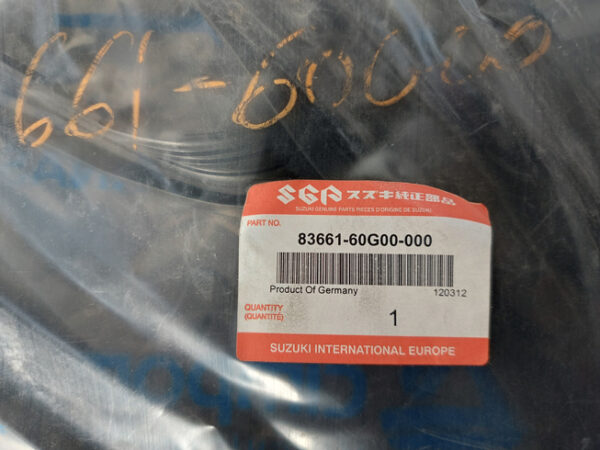 661-60G00
SGP スズキ純正部品
SUZUKI GENUINE PARTS PIECES D'ORIGINE DE SUZUKI
PART NO.
83661-60G00-000
Product Of Germany 120312
QUANTITY
(QUANTITÉ)
1
SUZUKI INTERNATIONAL EUROPE